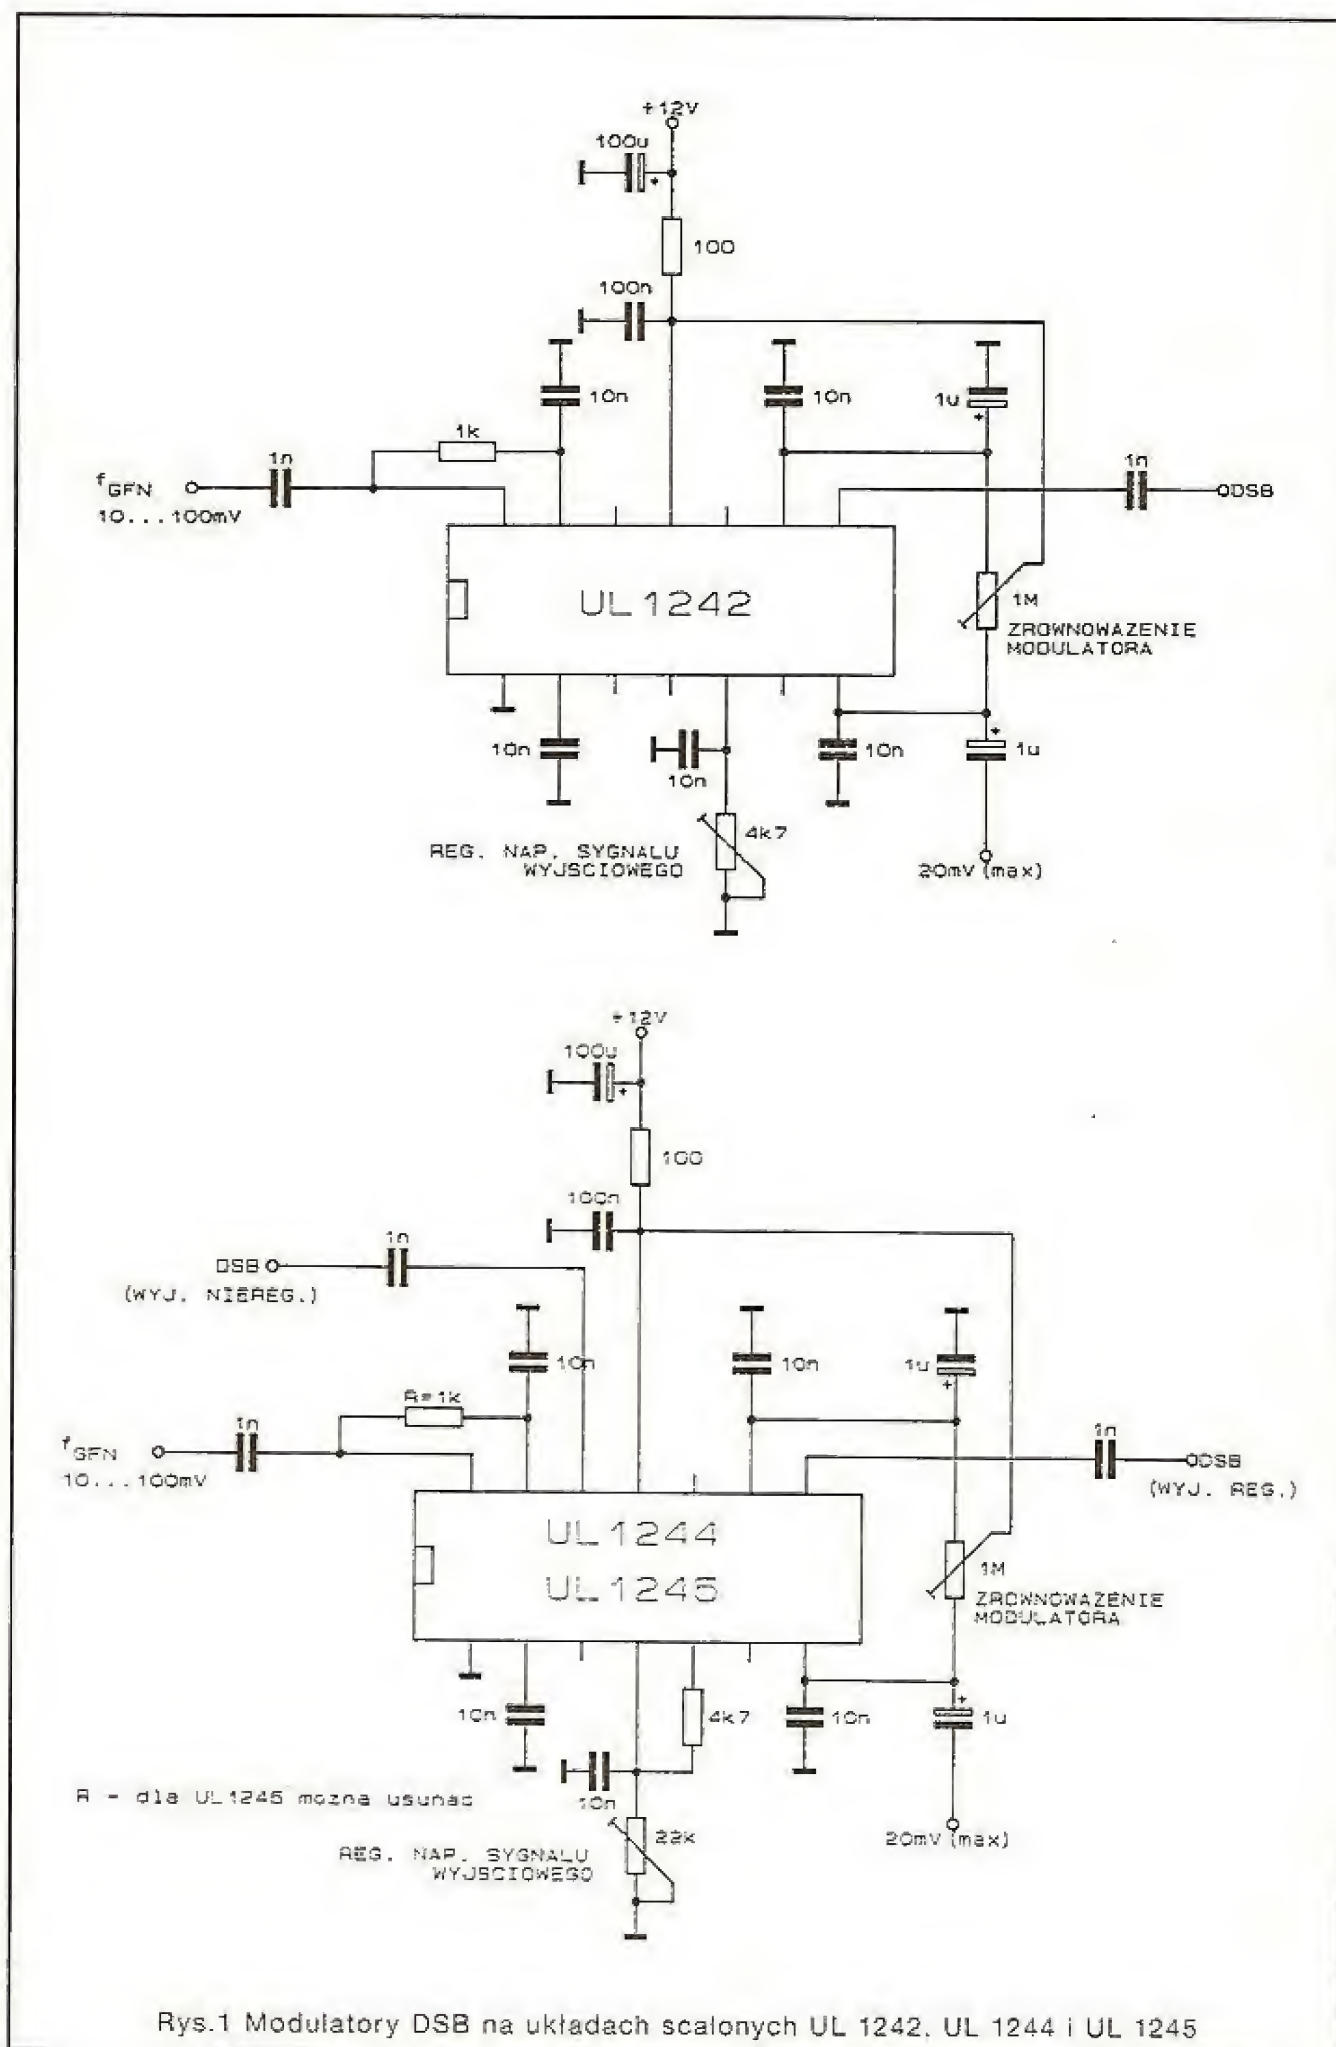 +12V
100u
100
100n
10n
10n
1u
1k
1n
1n
fGFN
10...100mV
DSB
UL1242
1M
ZROWNOWAZENIĘ
MODULATORA
10n
10n
10n
1u
4k7
REG. NAP. SYGNALU
WYJSCIOWEGO
20mV (max)
+12V
100u
100
100n
1n
DSB
(WYJ. NIEREG.)
10n
10n
1u
R=1k
1n
1n
fGFN
10...100mV
DSB
(WYJ. REG.)
UL1244
UL1245
1M
ZROWNOWAZENIE
MODULATORA
10n
4k7
10n
1u
10n
R - dla UL1245 mozna usunac
22k
REG. NAP. SYGNALU
WYJSCIOWEGO
20mV (max)
Rys.1 Modulatory DSB na układach scalonych UL 1242, UL 1244 i UL 1245